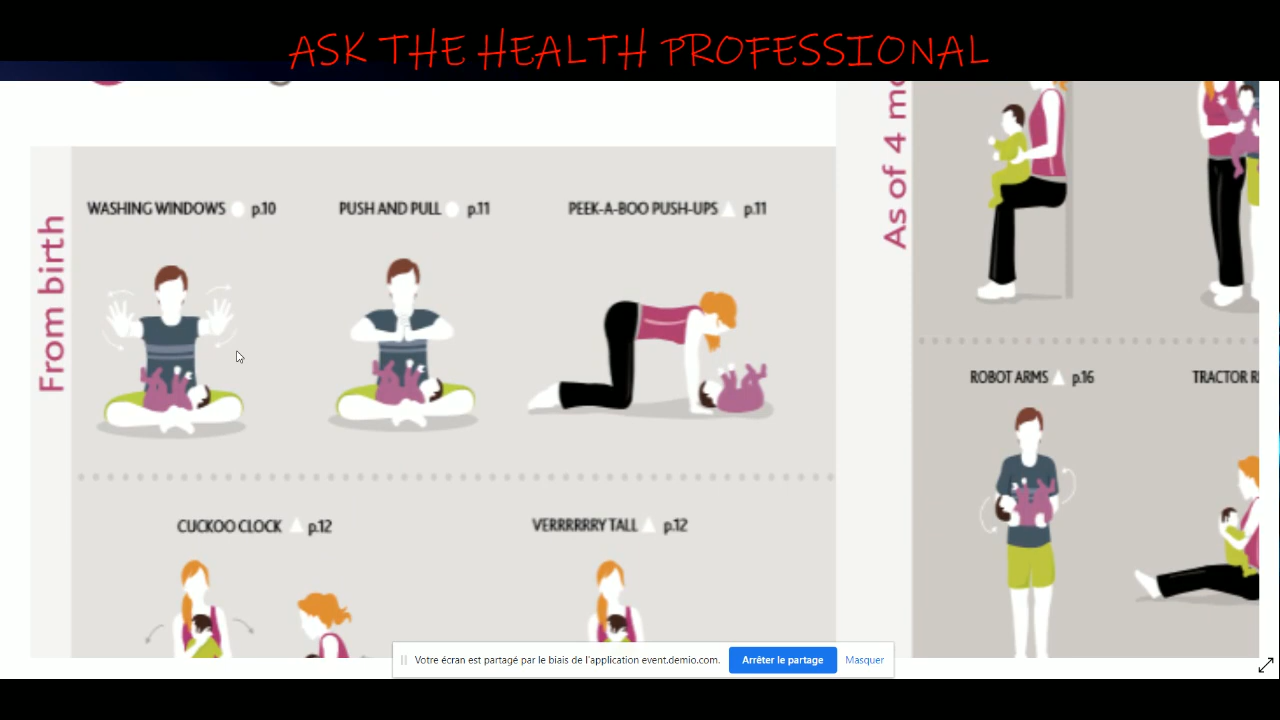 ASK THE HEALTH PROFESSIONAL
From birth
WASHING WINDOWS p.10
PUSH AND PULL p.11
PEEK-A-BOO PUSH-UPS p.11
CUCKOO CLOCK p.12
VERRRRRRY TALL p.12
As of 4 mo
ROBOT ARMS p.16
TRACTOR R
Votre écran est partagé par le biais de l'application event.demio.com.
Arrêter le partage
Masquer